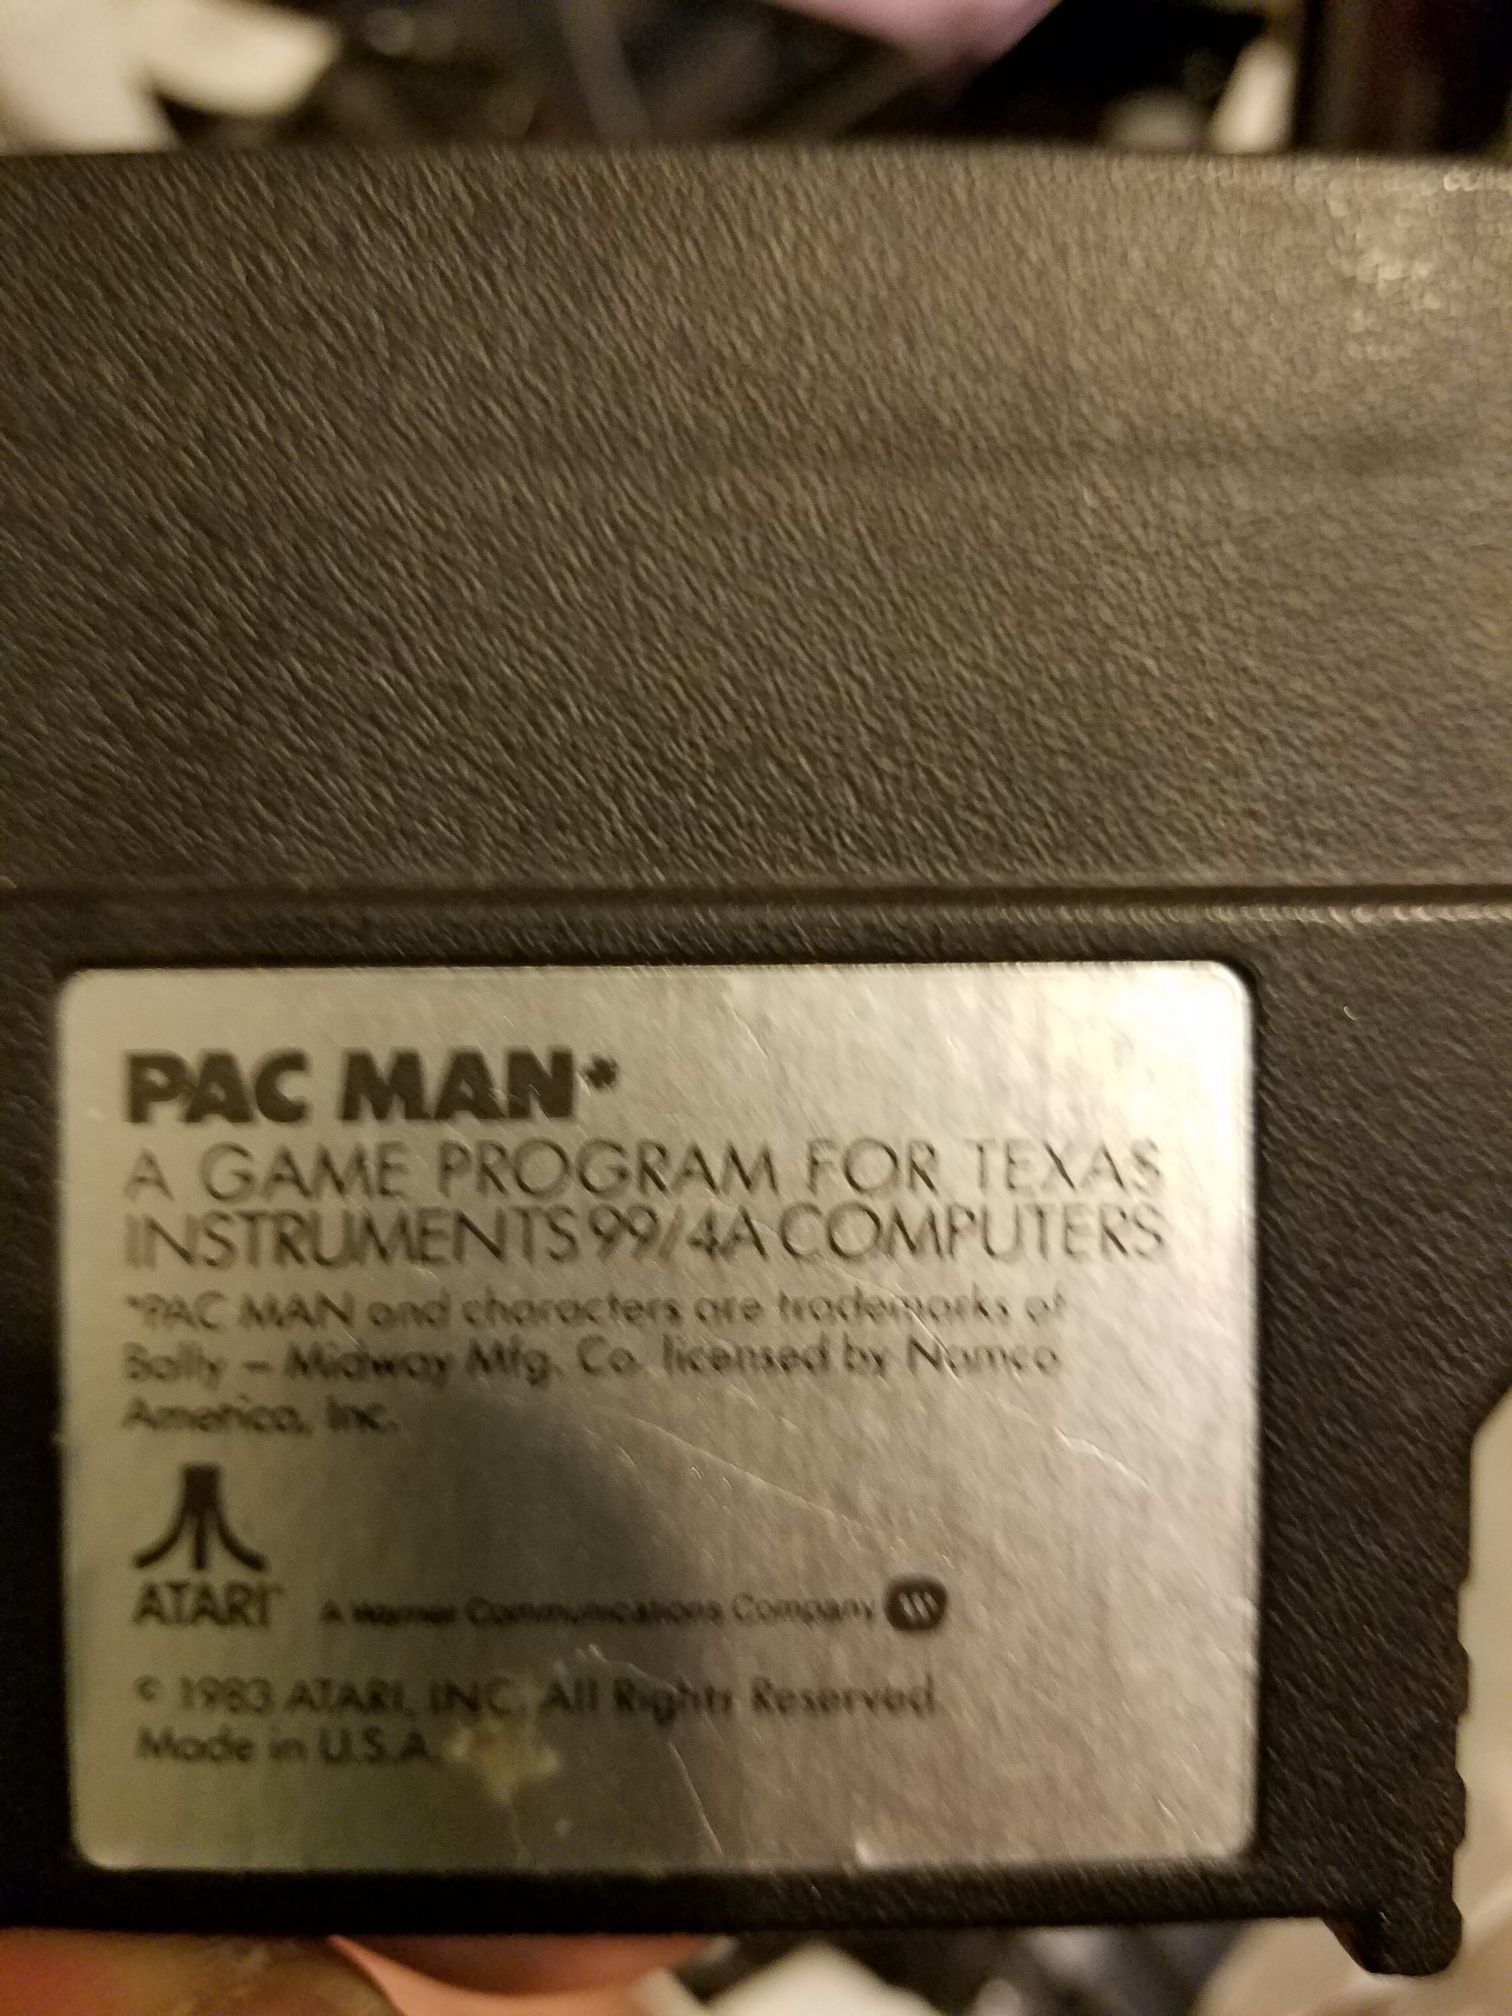 PAC MAN*
A GAME PROGRAM FOR TEXAS
INSTRUMENTS 99/4A COMPUTERS
*PAC MAN and characters are trademarks of
Bally – Midway Mfg. Co. licensed by Namco
America, Inc.
ATARI™ A Warner Communications Company
© 1983 ATARI, INC. All Rights Reserved.
Made in U.S.A.